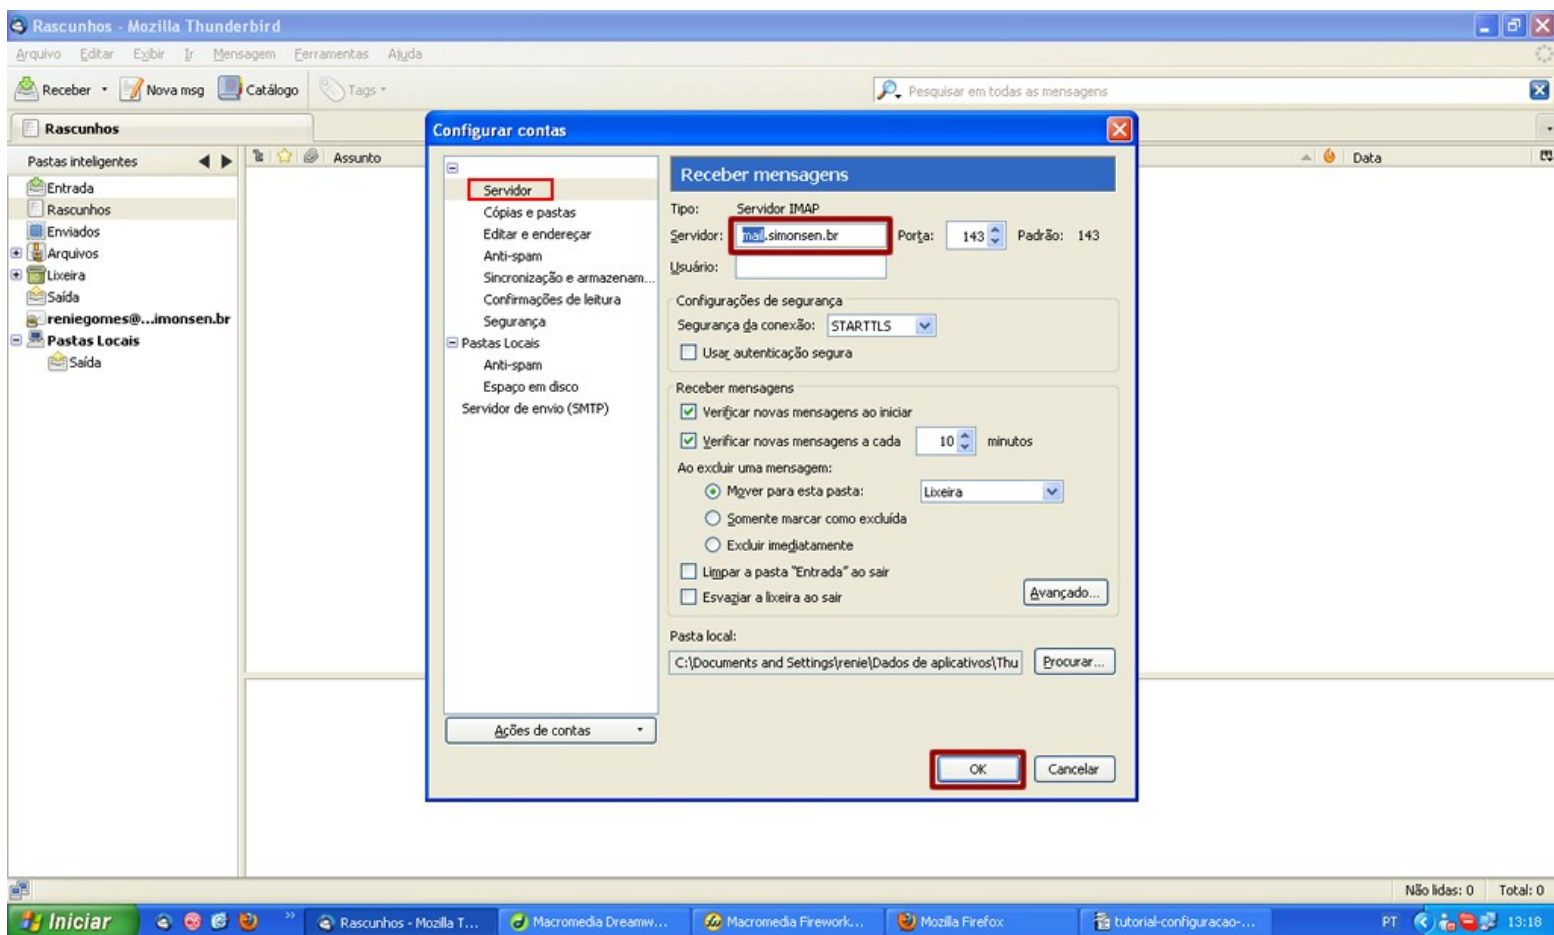 Rascunhos - Mozilla Thunderbird
Arquivo Editar Exibir Ir Mensagem Ferramentas Ajuda
Receber Nova msg Catálogo Tags Pesquisar em todas as mensagens
Rascunhos
Pastas inteligentes
Assunto
Data
Entrada
Rascunhos
Enviados
Arquivos
Lixeira
Saída
reniegomes@...imonsen.br
Pastas Locais
Saída
Configurar contas
Servidor
Cópias e pastas
Editar e endereçar
Anti-spam
Sincronização e armazenam...
Confirmações de leitura
Segurança
Pastas Locais
Anti-spam
Espaço em disco
Servidor de envio (SMTP)
Ações de contas
Receber mensagens
Tipo: Servidor IMAP
Servidor: mail.simonsen.br Porta: 143 Padrão: 143
Usuário:
Configurações de segurança
Segurança da conexão: STARTTLS
Usar autenticação segura
Receber mensagens
Verificar novas mensagens ao iniciar
Verificar novas mensagens a cada 10 minutos
Ao excluir uma mensagem:
Mover para esta pasta: Lixeira
Somente marcar como excluída
Excluir imediatamente
Limpar a pasta "Entrada" ao sair
Esvaziar a lixeira ao sair
Avançado...
Pasta local:
C:\Documents and Settings\renie\Dados de aplicativos\Thu Procurar...
OK Cancelar
Não lidas: 0 Total: 0
Iniciar » Rascunhos - Mozilla T... Macromedia Dreamw... Macromedia Firework... Mozilla Firefox tutorial-configuracao-... PT 13:18